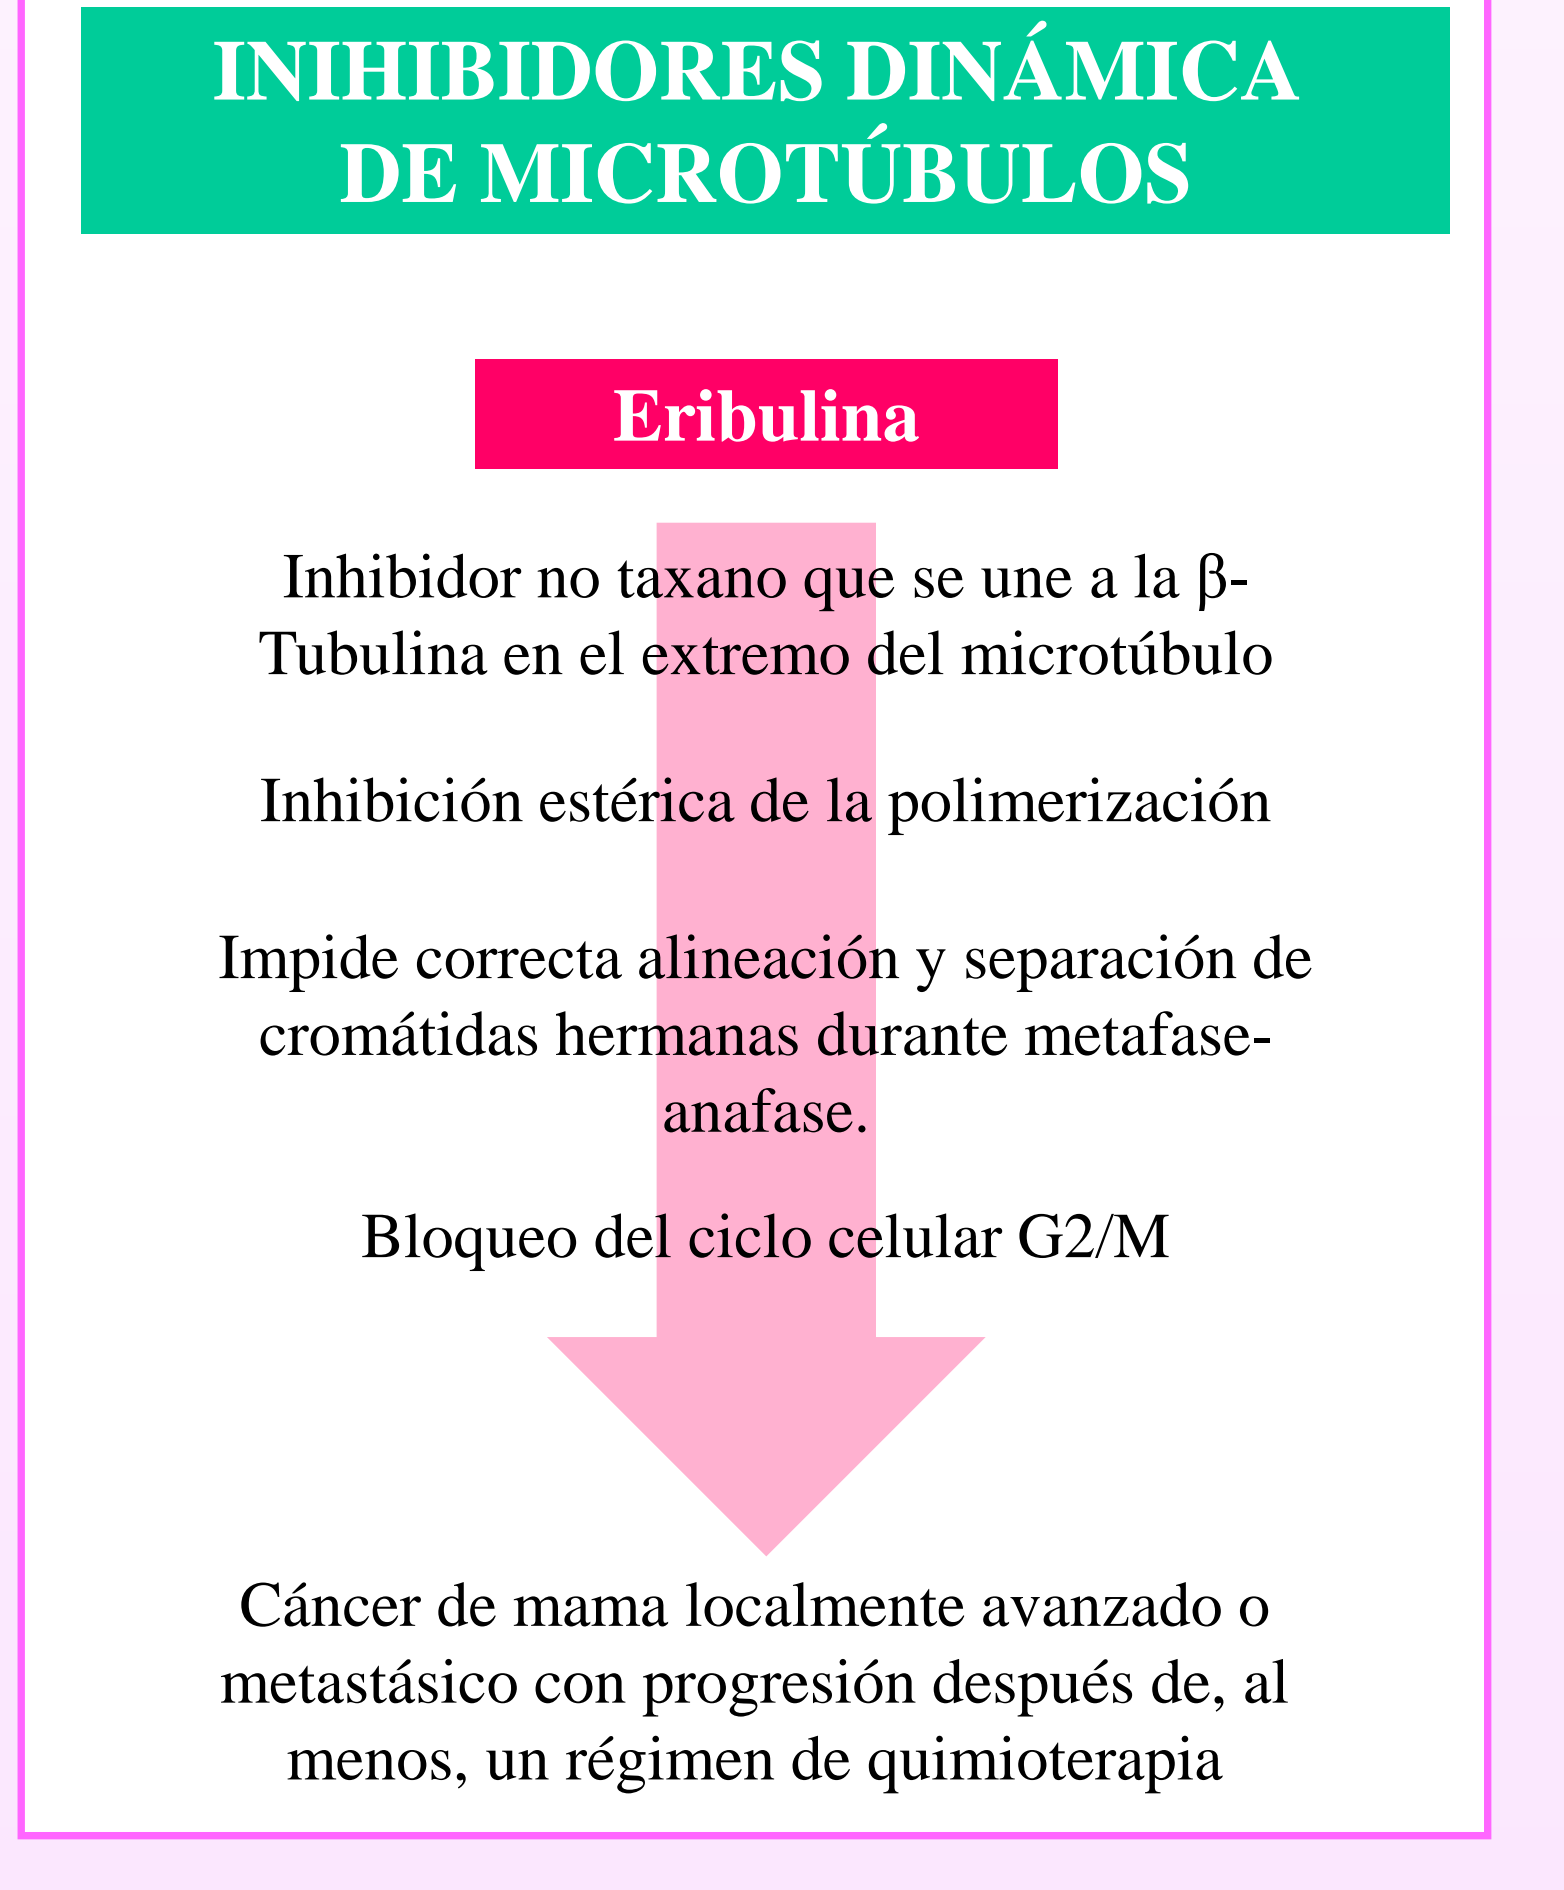 INIHIBIDORES DINÁMICA
DE MICROTÚBULOS
Eribulina
Inhibidor no taxano que se une a la β-
Tubulina en el extremo del microtúbulo
Inhibición estérica de la polimerización
Impide correcta alineación y separación de
cromátidas hermanas durante metafase-
anafase.
Bloqueo del ciclo celular G2/M
Cáncer de mama localmente avanzado o
metastásico con progresión después de, al
menos, un régimen de quimioterapia